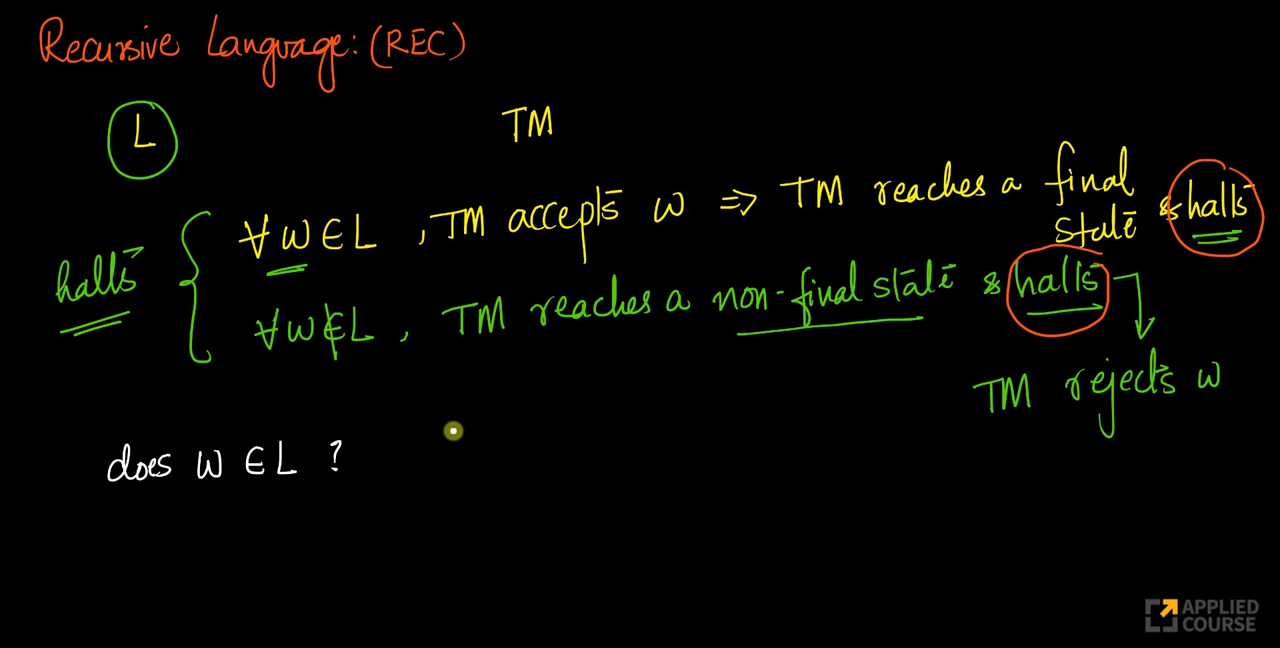 Recursive Language: (REC)
L
TM
∀ w ∈ L , TM accepts w ⇒ TM reaches a final state & halts
halts {
∀ w ∉ L , TM reaches a non-final state & halts
TM rejects w
does w ∈ L ?
APPLIED
COURSE